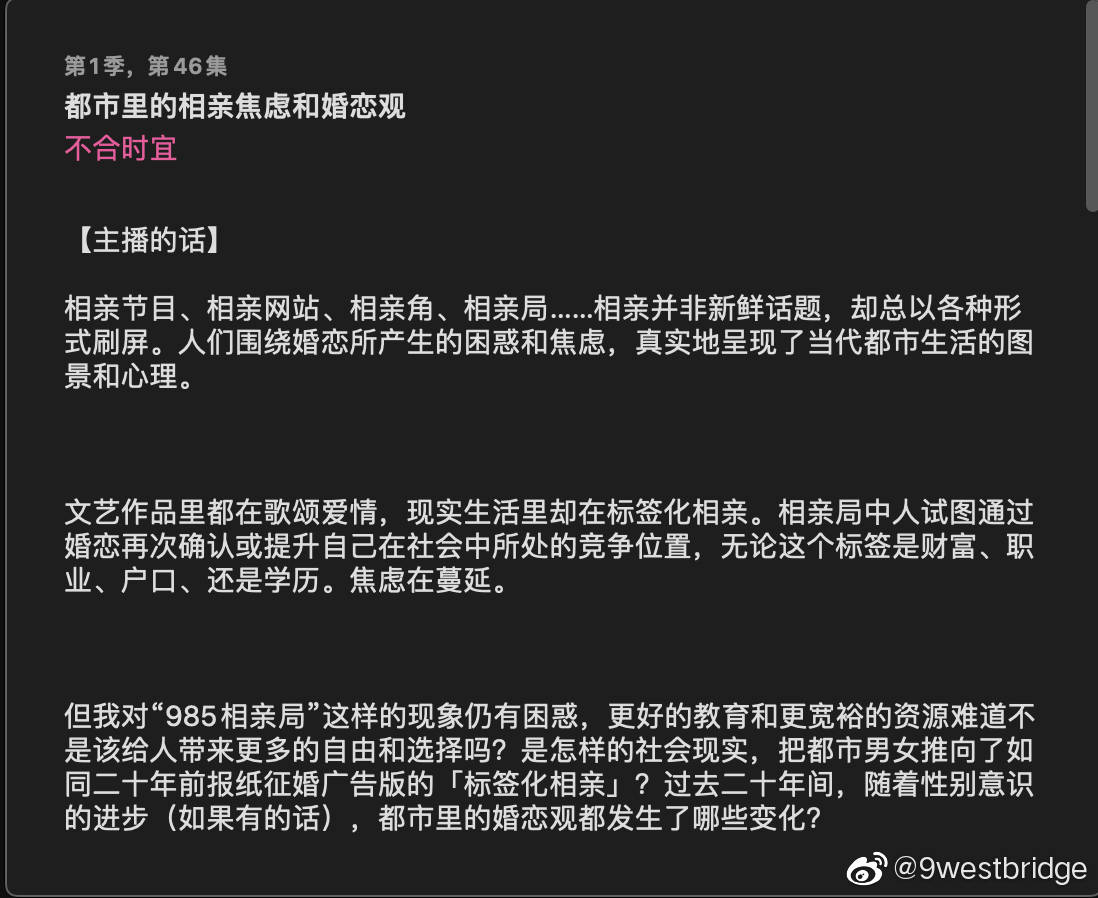 第1季，第46集
都市里的相亲焦虑和婚恋观
不合时宜
【主播的话】
相亲节目、相亲网站、相亲角、相亲局......相亲并非新鲜话题，却总以各种形
式刷屏。人们围绕婚恋所产生的困惑和焦虑，真实地呈现了当代都市生活的图
景和心理。
文艺作品里都在歌颂爱情，现实生活里却在标签化相亲。相亲局中人试图通过
婚恋再次确认或提升自己在社会中所处的竞争位置，无论这个标签是财富、职
业、户口、还是学历。焦虑在蔓延。
但我对“985相亲局”这样的现象仍有困惑，更好的教育和更宽裕的资源难道不
是该给人带来更多的自由和选择吗？是怎样的社会现实，把都市男女推向了如
同二十年前报纸征婚广告版的「标签化相亲」？过去二十年间，随着性别意识
的进步（如果有的话），都市里的婚恋观都发生了哪些变化？
@9westbridge